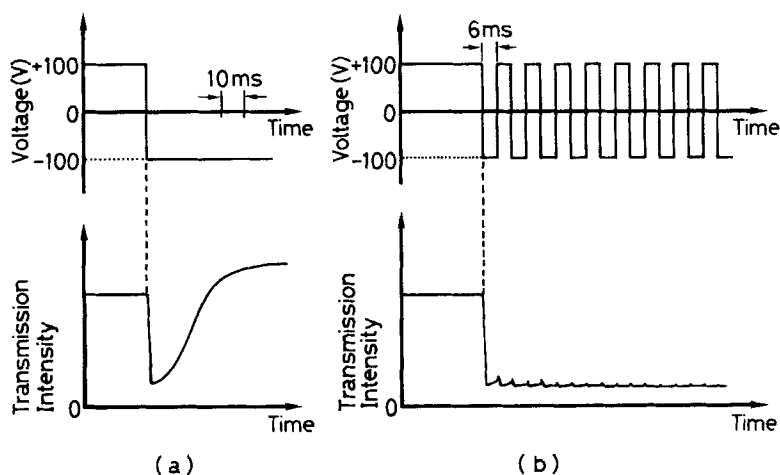 Voltage (V)
+100
0
-100
10ms
Time
Transmission
Intensity
0
Time
(a)
6ms
Voltage (V)
+100
0
-100
Time
Transmission
Intensity
0
Time
(b)